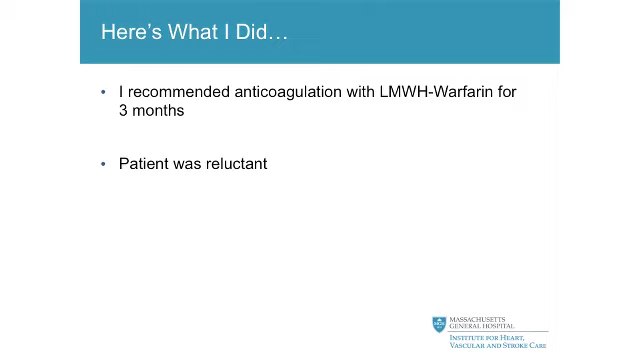 Here's What I Did…
• I recommended anticoagulation with LMWH-Warfarin for
3 months
• Patient was reluctant
MASSACHUSETTS
GENERAL HOSPITAL
INSTITUTE FOR HEART,
VASCULAR AND STROKE CARE